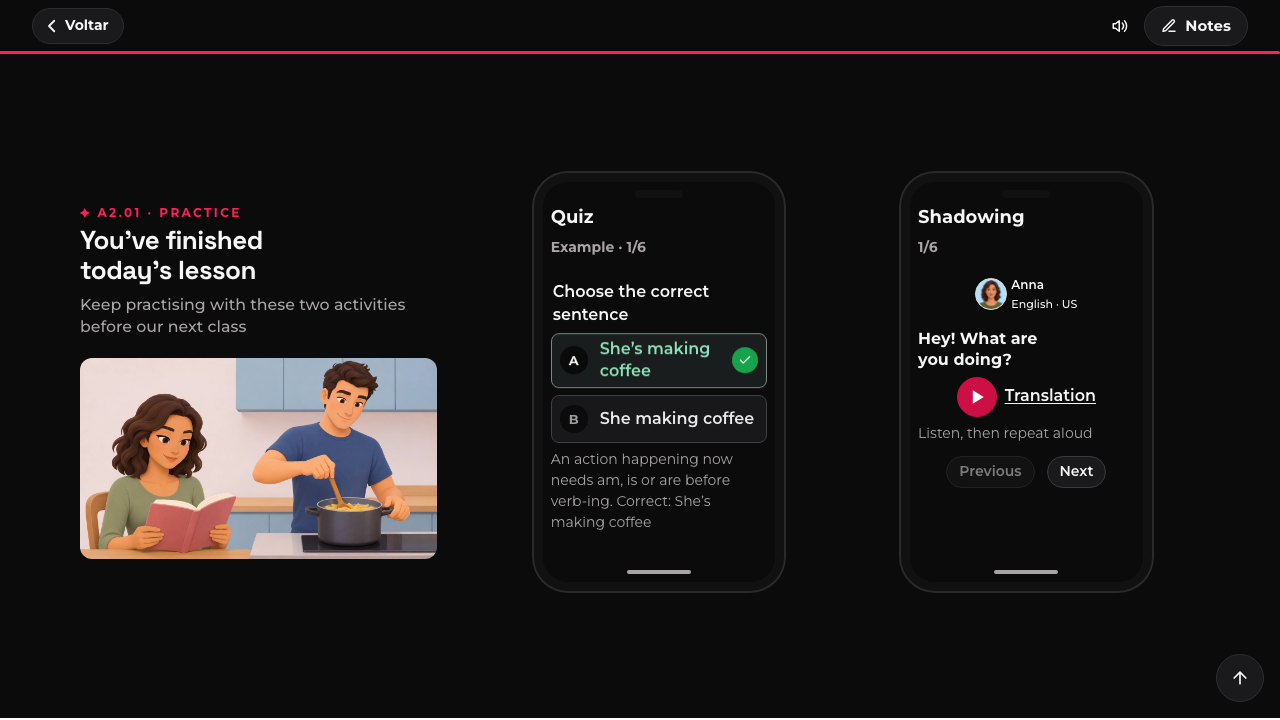 Voltar
Notes
A2.01 · PRACTICE
You've finished
today's lesson
Keep practising with these two activities
before our next class
Quiz
Example · 1/6
Choose the correct
sentence
A
She's making
coffee
B
She making coffee
An action happening now
needs am, is or are before
verb-ing. Correct: She's
making coffee
Shadowing
1/6
Anna
English · US
Hey! What are
you doing?
Translation
Listen, then repeat aloud
Previous
Next